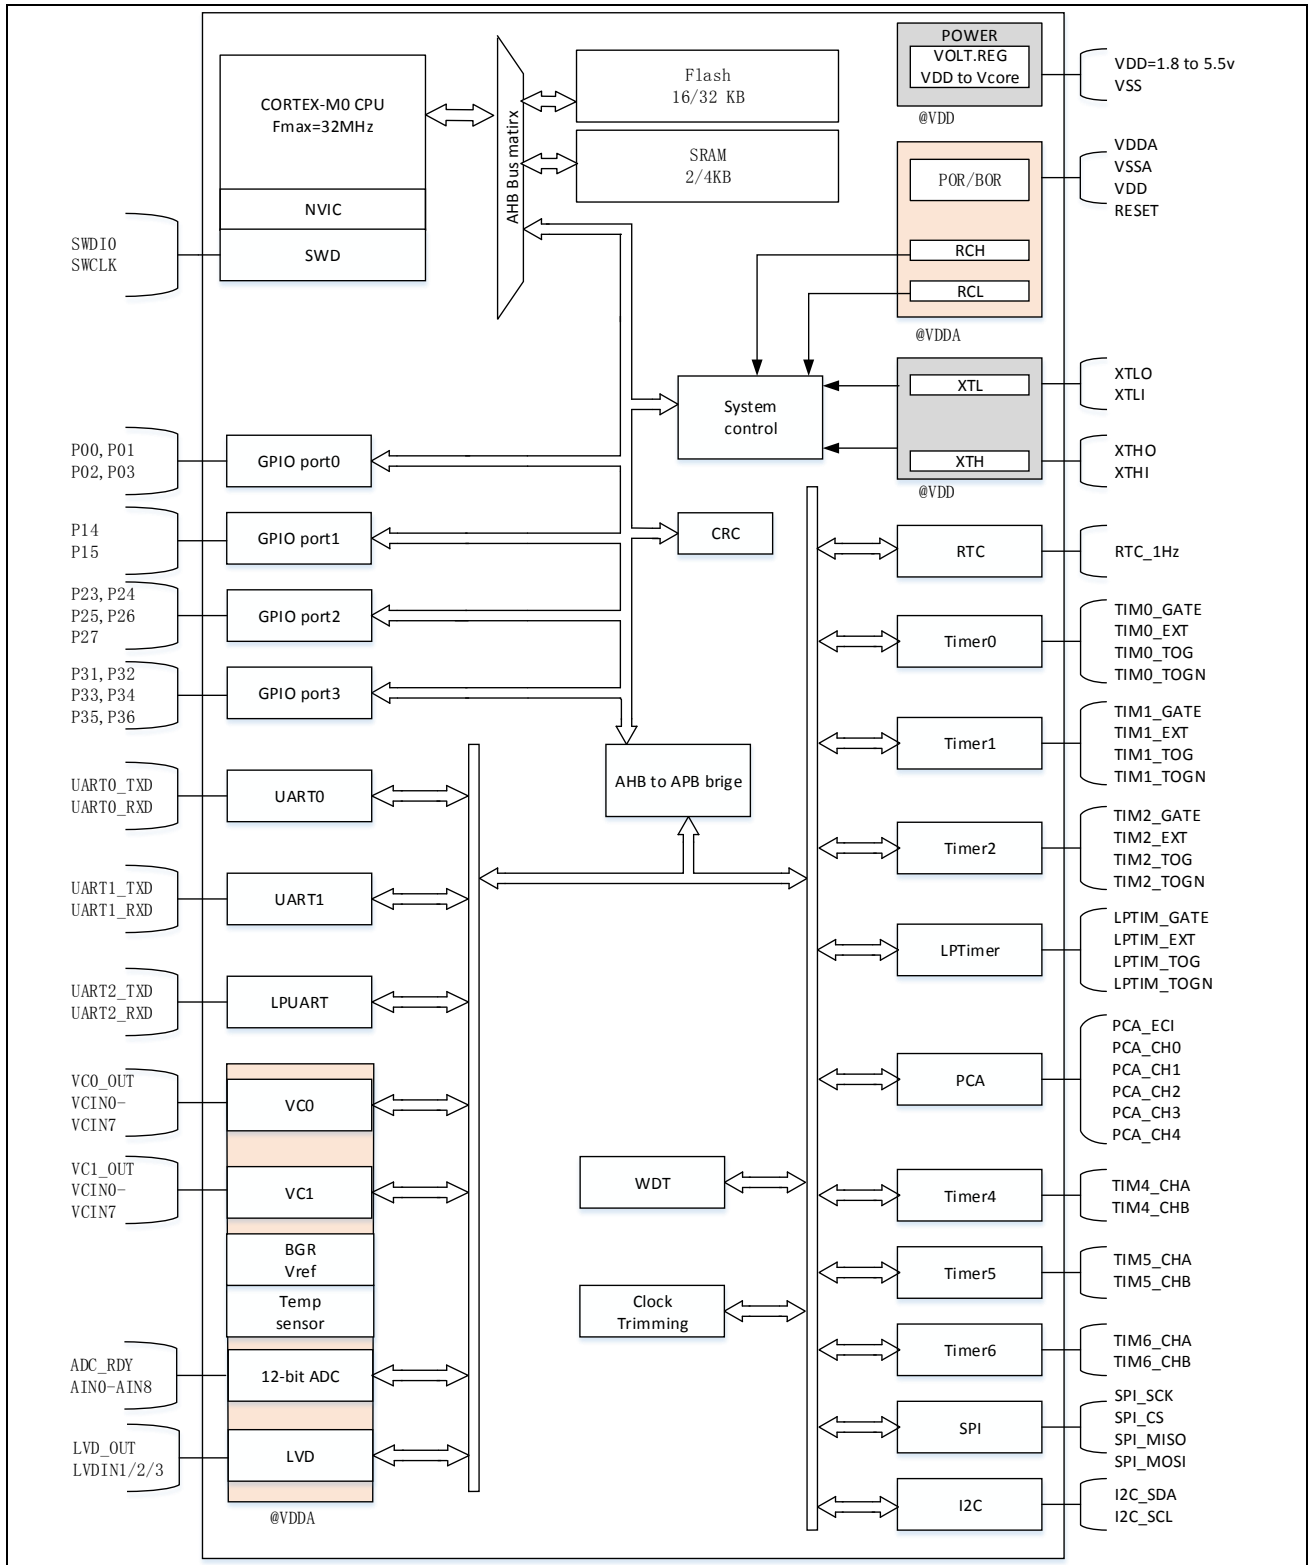 CORTEX-M0 CPU
Fmax=32MHz
NVIC
SWD
SWDIO
SWCLK
AHB Bus matirx
Flash
16/32 KB
SRAM
2/4KB
POWER
VOLT.REG
VDD to Vcore
@VDD
VDD=1.8 to 5.5v
VSS
POR/BOR
RCH
RCL
@VDDA
VDDA
VSSA
VDD
RESET
System
control
XTL
XTH
@VDD
XTLO
XTLI
XTHO
XTHI
P00, P01
P02, P03
GPIO port0
P14
P15
GPIO port1
P23, P24
P25, P26
P27
GPIO port2
P31, P32
P33, P34
P35, P36
GPIO port3
CRC
AHB to APB brige
UART0_TXD
UART0_RXD
UART0
UART1_TXD
UART1_RXD
UART1
UART2_TXD
UART2_RXD
LPUART
VC0_OUT
VCIN0-
VCIN7
VC0
VC1_OUT
VCIN0-
VCIN7
VC1
BGR
Vref
Temp
sensor
ADC_RDY
AIN0-AIN8
12-bit ADC
LVD_OUT
LVDIN1/2/3
LVD
@VDDA
WDT
Clock
Trimming
RTC
RTC_1Hz
Timer0
TIM0_GATE
TIM0_EXT
TIM0_TOG
TIM0_TOGN
Timer1
TIM1_GATE
TIM1_EXT
TIM1_TOG
TIM1_TOGN
Timer2
TIM2_GATE
TIM2_EXT
TIM2_TOG
TIM2_TOGN
LPTimer
LPTIM_GATE
LPTIM_EXT
LPTIM_TOG
LPTIM_TOGN
PCA
PCA_ECI
PCA_CH0
PCA_CH1
PCA_CH2
PCA_CH3
PCA_CH4
Timer4
TIM4_CHA
TIM4_CHB
Timer5
TIM5_CHA
TIM5_CHB
Timer6
TIM6_CHA
TIM6_CHB
SPI
SPI_SCK
SPI_CS
SPI_MISO
SPI_MOSI
I2C
I2C_SDA
I2C_SCL